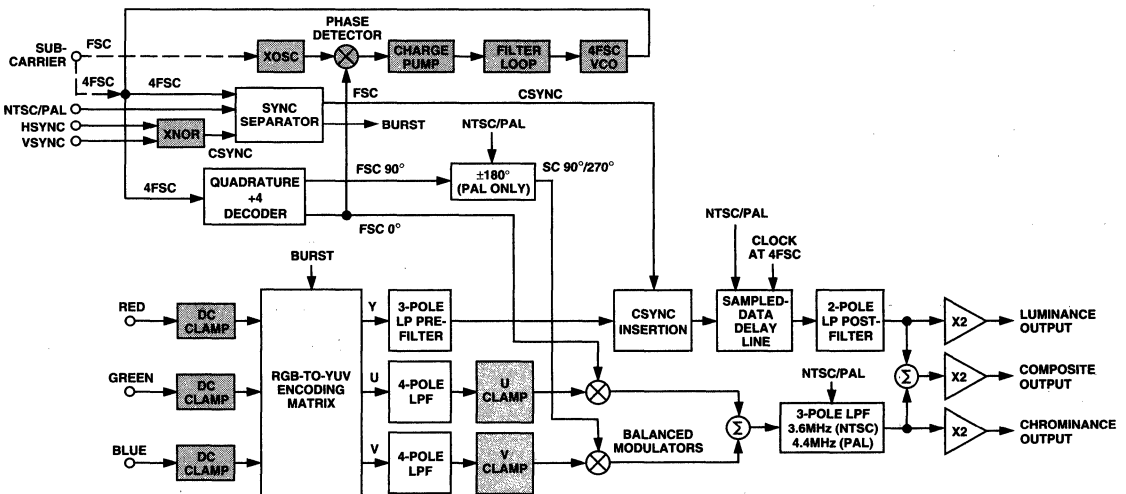 SUB-
CARRIER
FSC
XOSC
PHASE
DETECTOR
CHARGE
PUMP
FILTER
LOOP
4FSC
VCO
4FSC
4FSC
NTSC/PAL
HSYNC
VSYNC
XNOR
CSYNC
SYNC
SEPARATOR
FSC
CSYNC
BURST
NTSC/PAL
4FSC
QUADRATURE
+4
DECODER
FSC 90°
FSC 0°
±180°
(PAL ONLY)
SC 90°/270°
NTSC/PAL
CLOCK
AT 4FSC
BURST
RED
DC
CLAMP
GREEN
DC
CLAMP
BLUE
DC
CLAMP
RGB-TO-YUV
ENCODING
MATRIX
Y
3-POLE
LP PRE-
FILTER
U
4-POLE
LPF
U
CLAMP
V
4-POLE
LPF
V
CLAMP
CSYNC
INSERTION
SAMPLED-
DATA
DELAY
LINE
2-POLE
LP POST-
FILTER
BALANCED
MODULATORS
Σ
NTSC/PAL
3-POLE LPF
3.6MHz (NTSC)
4.4MHz (PAL)
Σ
X2
LUMINANCE
OUTPUT
X2
COMPOSITE
OUTPUT
X2
CHROMINANCE
OUTPUT